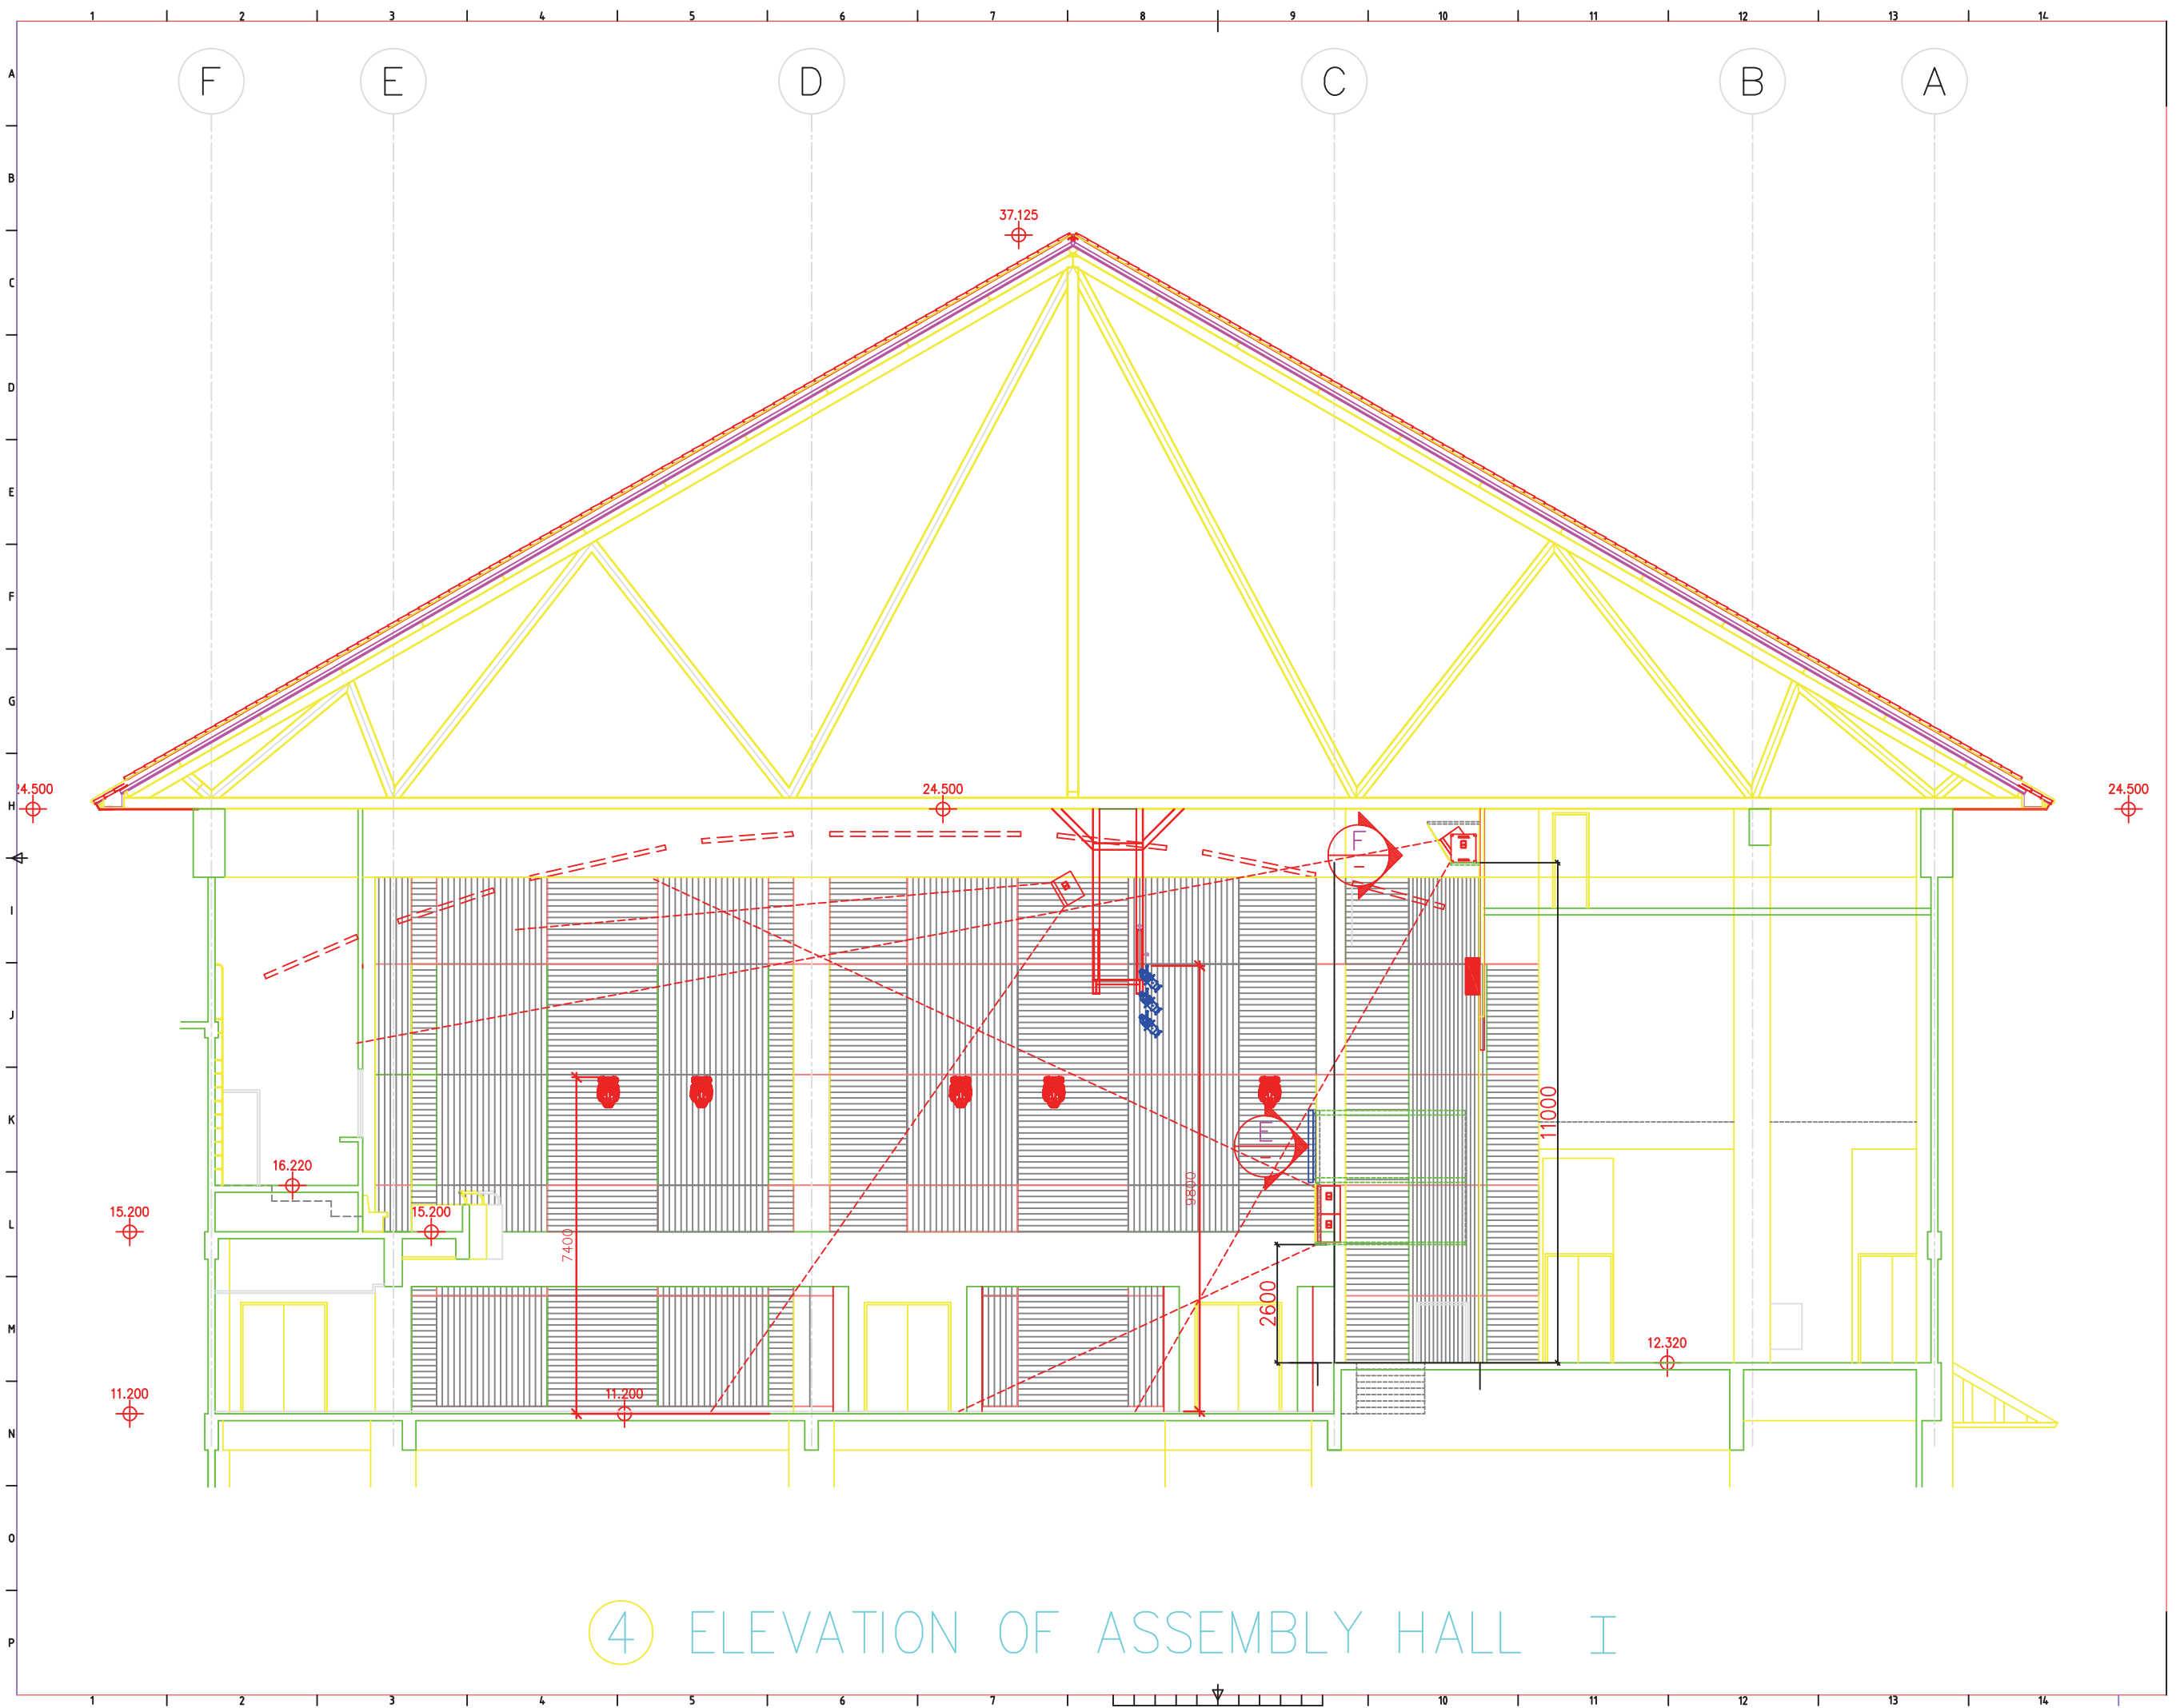 1 2 3 4 5 6 7 8 9 10 11 12 13 14
F E D C B A
A
B
37.125
C
D
E
F
G
24.500 24.500 24.500
H
F
I
J
K
E
11000
16.220
9800
15.200 15.200
L
7400
2600
M
12.320
11.200 11.200
N
O
4 ELEVATION OF ASSEMBLY HALL I
P
1 2 3 4 5 6 7 8 9 10 11 12 13 14